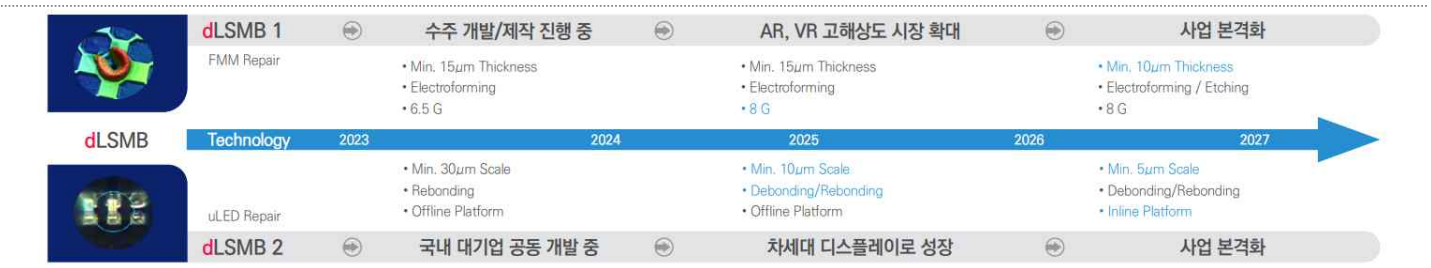 dLSMB 1 수주 개발/제작 진행 중 AR, VR 고해상도 시장 확대 사업 본격화
FMM Repair
• Min. 15μm Thickness
• Electroforming
• 6.5 G
• Min. 15μm Thickness
• Electroforming
• 8 G
• Min. 10μm Thickness
• Electroforming / Etching
• 8 G
dLSMB Technology 2023 2024 2025 2026 2027
uLED Repair
• Min. 30μm Scale
• Rebonding
• Offline Platform
• Min. 10μm Scale
• Debonding/Rebonding
• Offline Platform
• Min. 5μm Scale
• Debonding/Rebonding
• Inline Platform
dLSMB 2 국내 대기업 공동 개발 중 차세대 디스플레이로 성장 사업 본격화